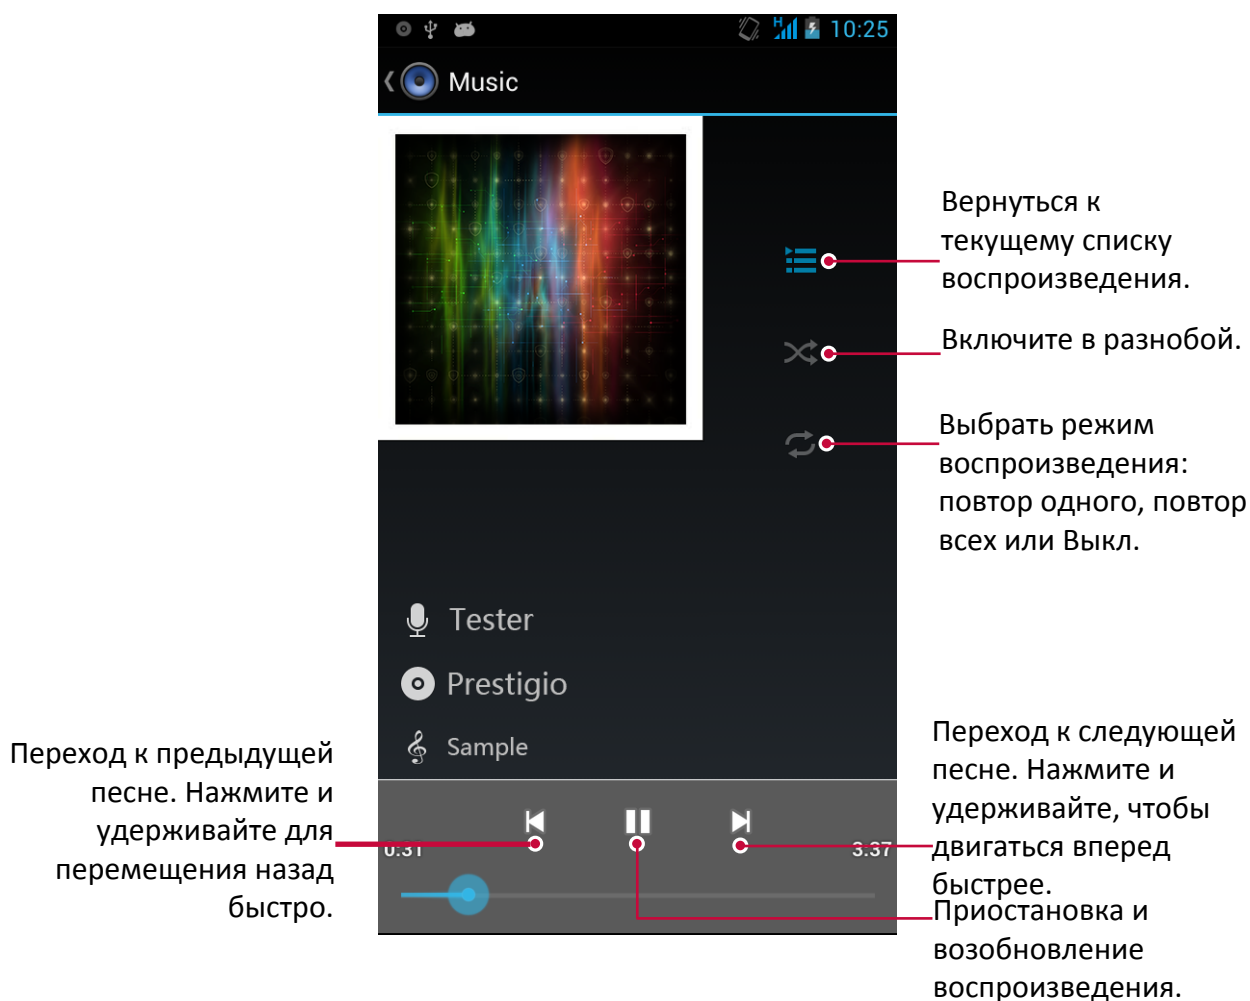 10:25
Music
Вернуться к
текущему списку
воспроизведения.
Включите в разнобой.
Выбрать режим
воспроизведения:
повтор одного, повтор
всех или Выкл.
Tester
Prestigio
Sample
Переход к предыдущей
песне. Нажмите и
удерживайте для
перемещения назад
быстро.
0:31
3:37
Переход к следующей
песне. Нажмите и
удерживайте, чтобы
двигаться вперед
быстрее.
Приостановка и
возобновление
воспроизведения.